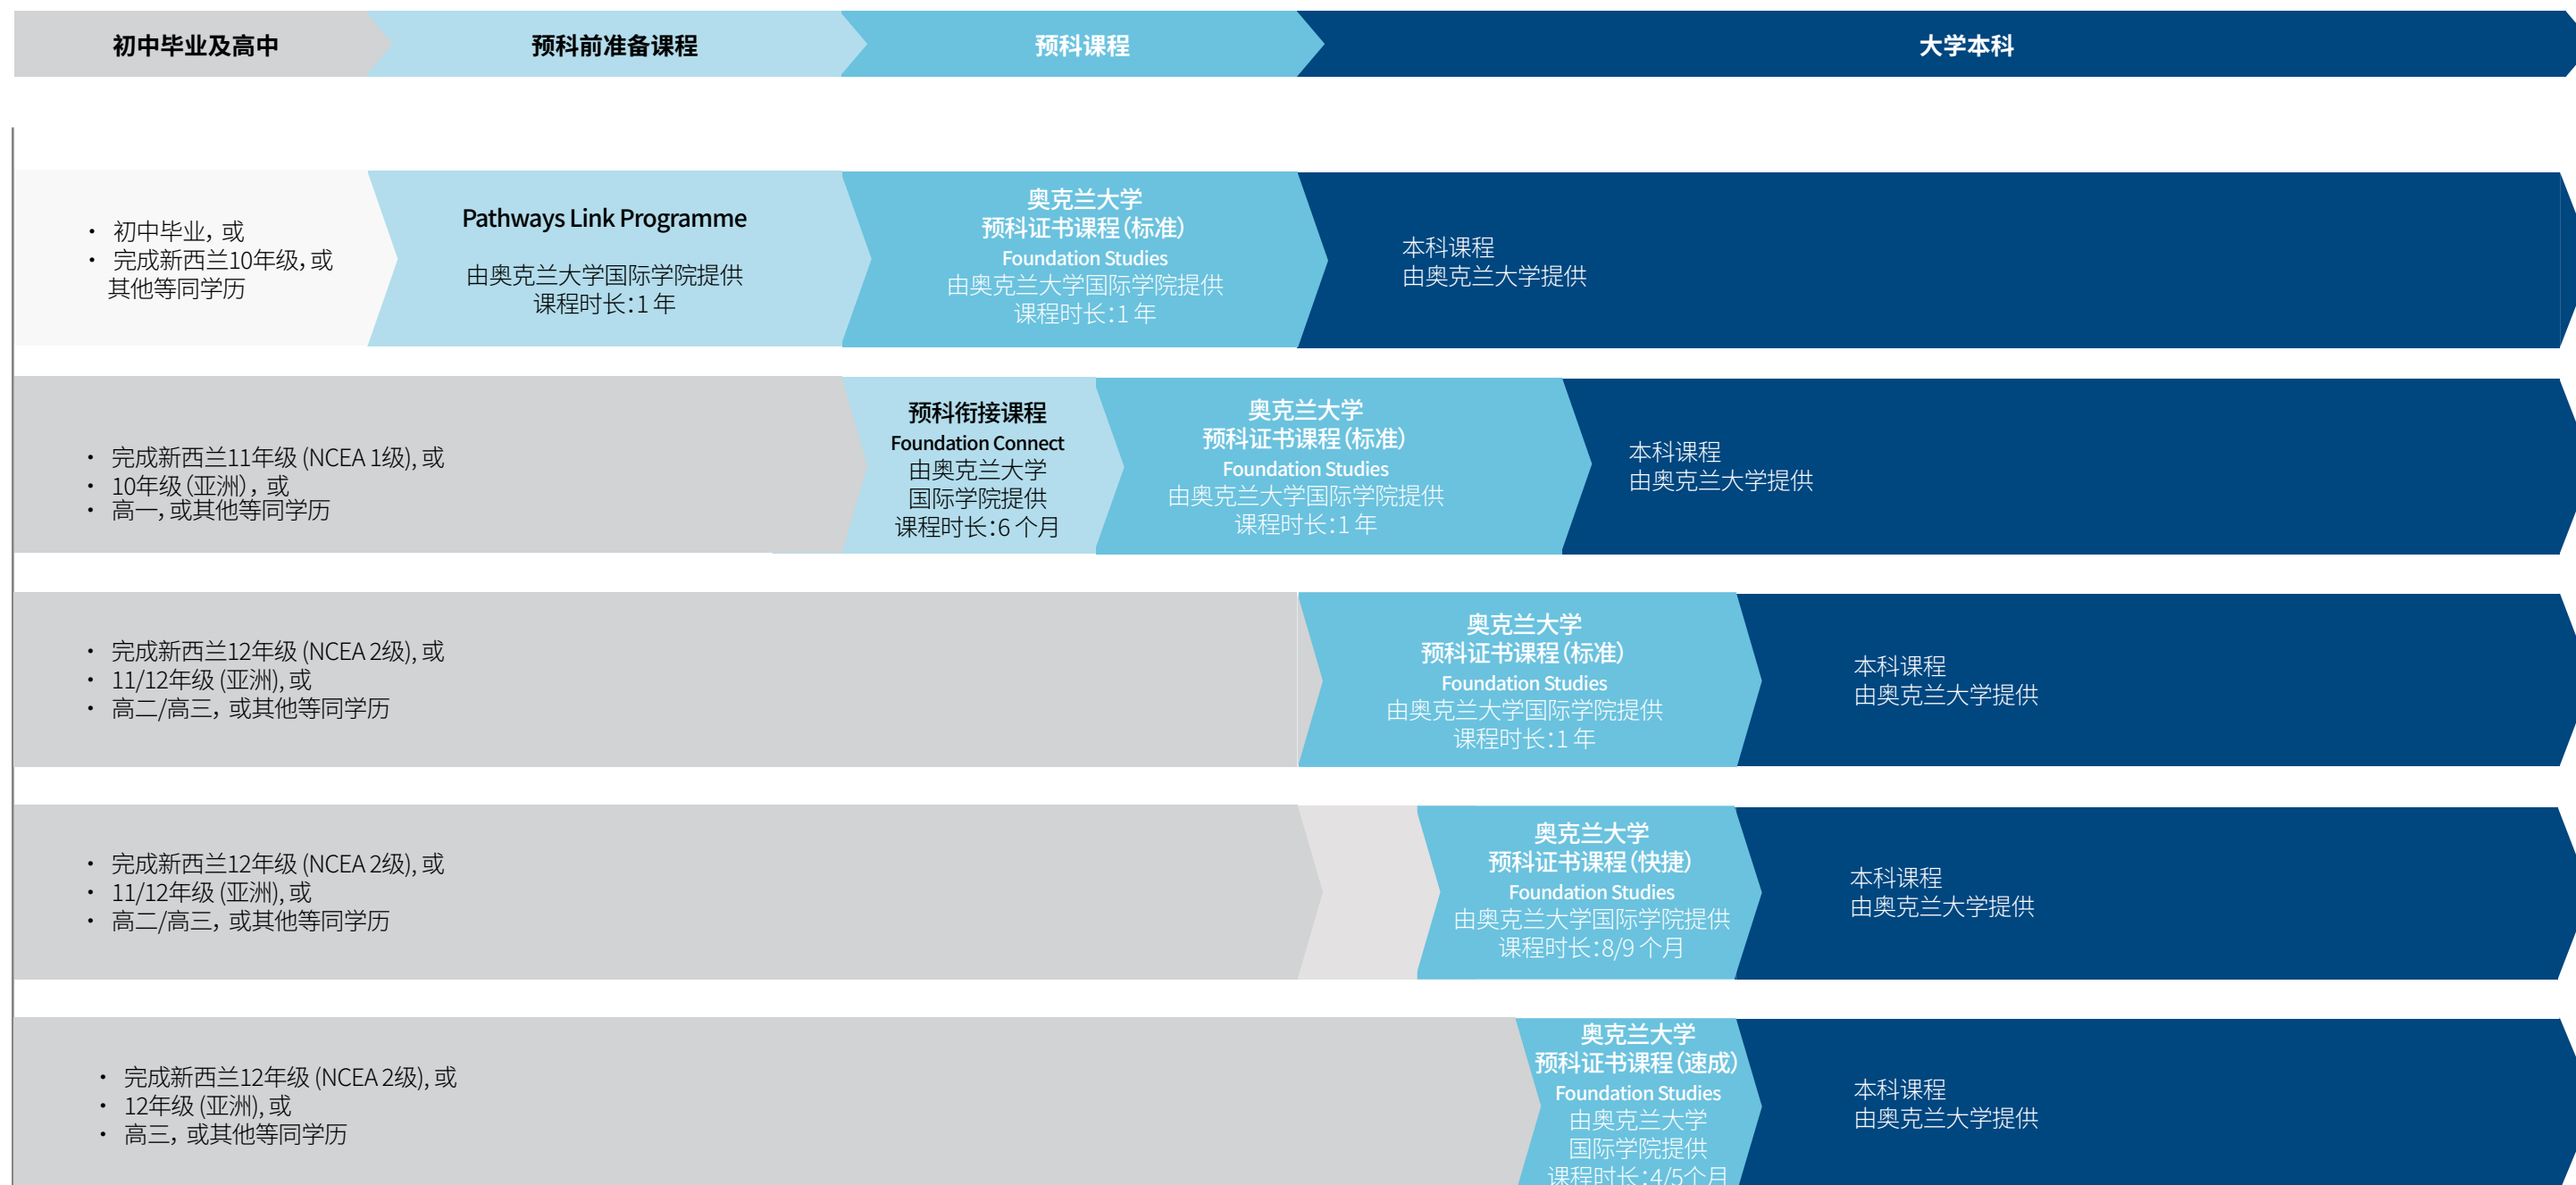 初中毕业及高中
预科前准备课程
预科课程
大学本科
· 初中毕业，或
· 完成新西兰10年级，或
其他等同学历
Pathways Link Programme
由奥克兰大学国际学院提供
课程时长：1 年
奥克兰大学
预科证书课程（标准）
Foundation Studies
由奥克兰大学国际学院提供
课程时长：1 年
本科课程
由奥克兰大学提供
· 完成新西兰11年级 (NCEA 1级), 或
· 10年级（亚洲），或
· 高一，或其他等同学历
预科衔接课程
Foundation Connect
由奥克兰大学
国际学院提供
课程时长：6 个月
奥克兰大学
预科证书课程（标准）
Foundation Studies
由奥克兰大学国际学院提供
课程时长：1 年
本科课程
由奥克兰大学提供
· 完成新西兰12年级 (NCEA 2级), 或
· 11/12年级 (亚洲), 或
· 高二/高三，或其他等同学历
奥克兰大学
预科证书课程（标准）
Foundation Studies
由奥克兰大学国际学院提供
课程时长：1 年
本科课程
由奥克兰大学提供
· 完成新西兰12年级 (NCEA 2级), 或
· 11/12年级 (亚洲), 或
· 高二/高三，或其他等同学历
奥克兰大学
预科证书课程（快捷）
Foundation Studies
由奥克兰大学国际学院提供
课程时长：8/9 个月
本科课程
由奥克兰大学提供
· 完成新西兰12年级 (NCEA 2级), 或
· 12年级 (亚洲), 或
· 高三，或其他等同学历
奥克兰大学
预科证书课程（速成）
Foundation Studies
由奥克兰大学
国际学院提供
课程时长：4/5个月
本科课程
由奥克兰大学提供